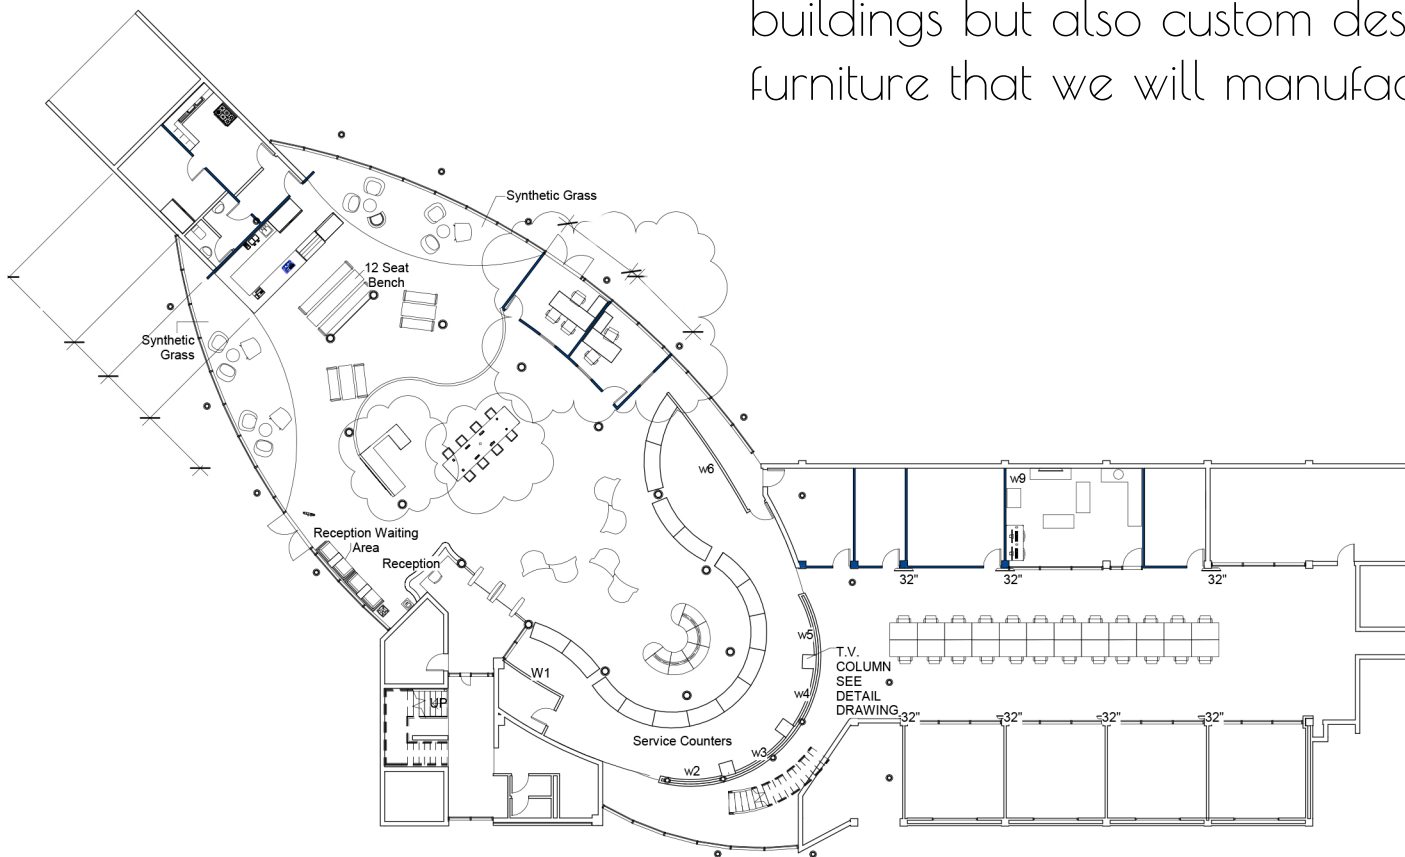 buildings but also custom des
furniture that we will manufac
Synthetic Grass
12 Seat
Bench
Synthetic
Grass
w6
w9
Reception Waiting
Area
Reception
32"
32"
32"
w5
T.V.
COLUMN
SEE
DETAIL
DRAWING
W1
w4
UP
32"
32"
32"
32"
Service Counters
w3
w2